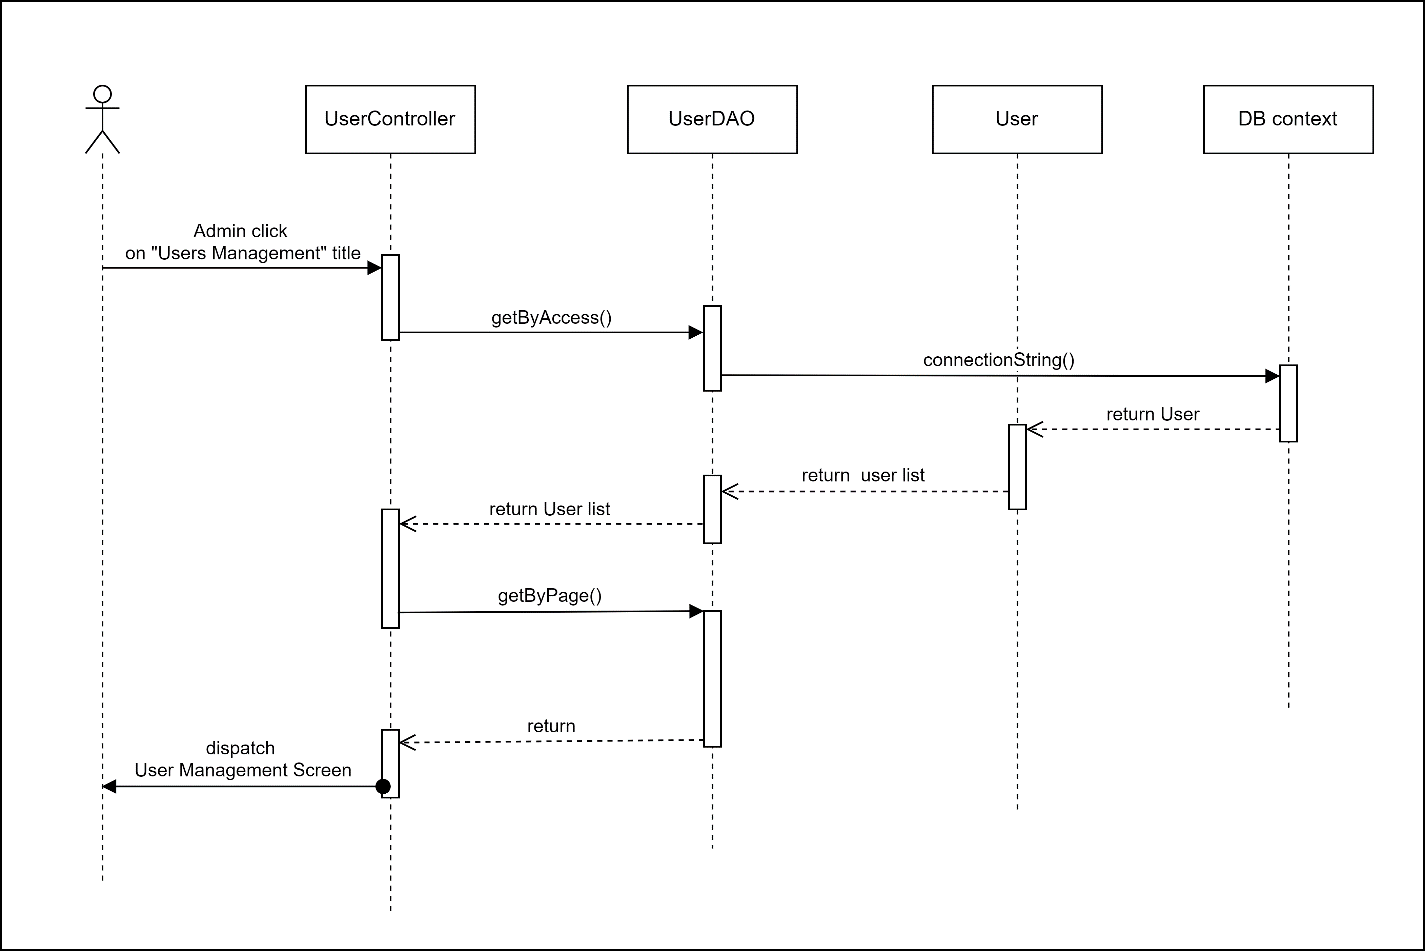 UserController
UserDAO
User
DB context
Admin click
on "Users Management" title
getByAccess()
connectionString()
return User
return  user list
return User list
getByPage()
return
dispatch
User Management Screen